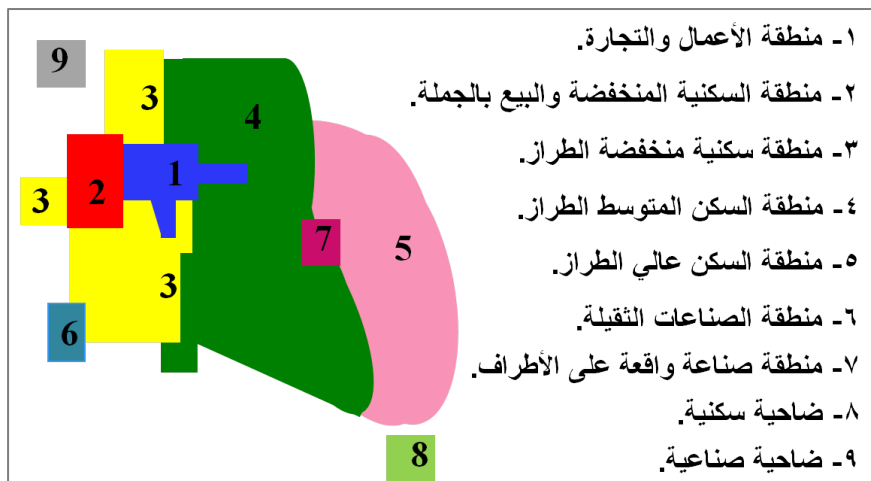 ١- منطقة الأعمال والتجارة.
٢- منطقة السكنية المنخفضة والبيع بالجملة.
٣- منطقة سكنية منخفضة الطراز.
٤- منطقة السكن المتوسط الطراز.
٥- منطقة السكن عالي الطراز.
٦- منطقة الصناعات الثقيلة.
٧- منطقة صناعة واقعة على الأطراف.
٨- ضاحية سكنية.
٩- ضاحية صناعية.
9
3
4
1
2
3
7
5
3
6
8